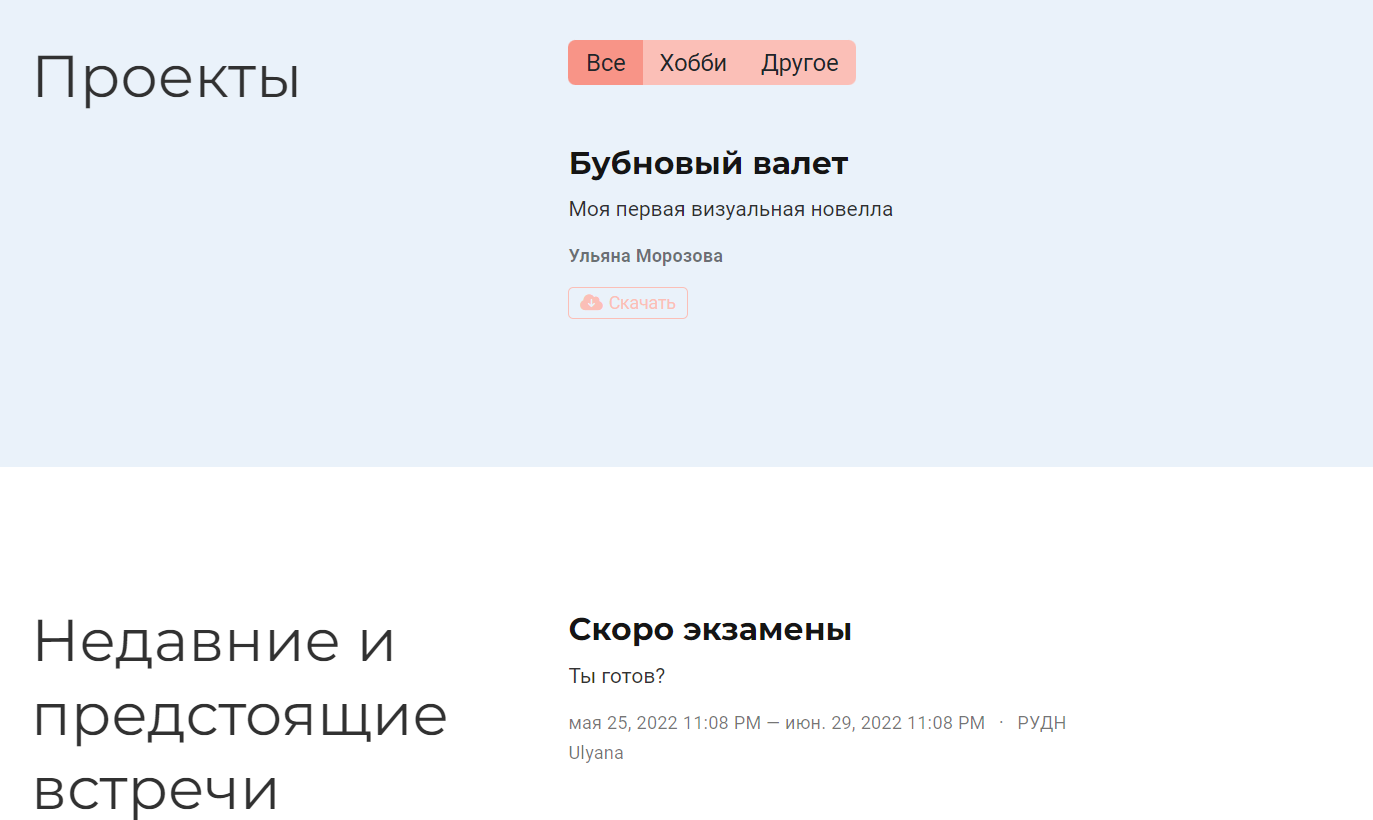 Проекты
Все Хобби Другое
Бубновый валет
Моя первая визуальная новелла
Ульяна Морозова
Скачать
Недавние и
предстоящие
встречи
Скоро экзамены
Ты готов?
мая 25, 2022 11:08 PM — июн. 29, 2022 11:08 PM · РУДН
Ulyana